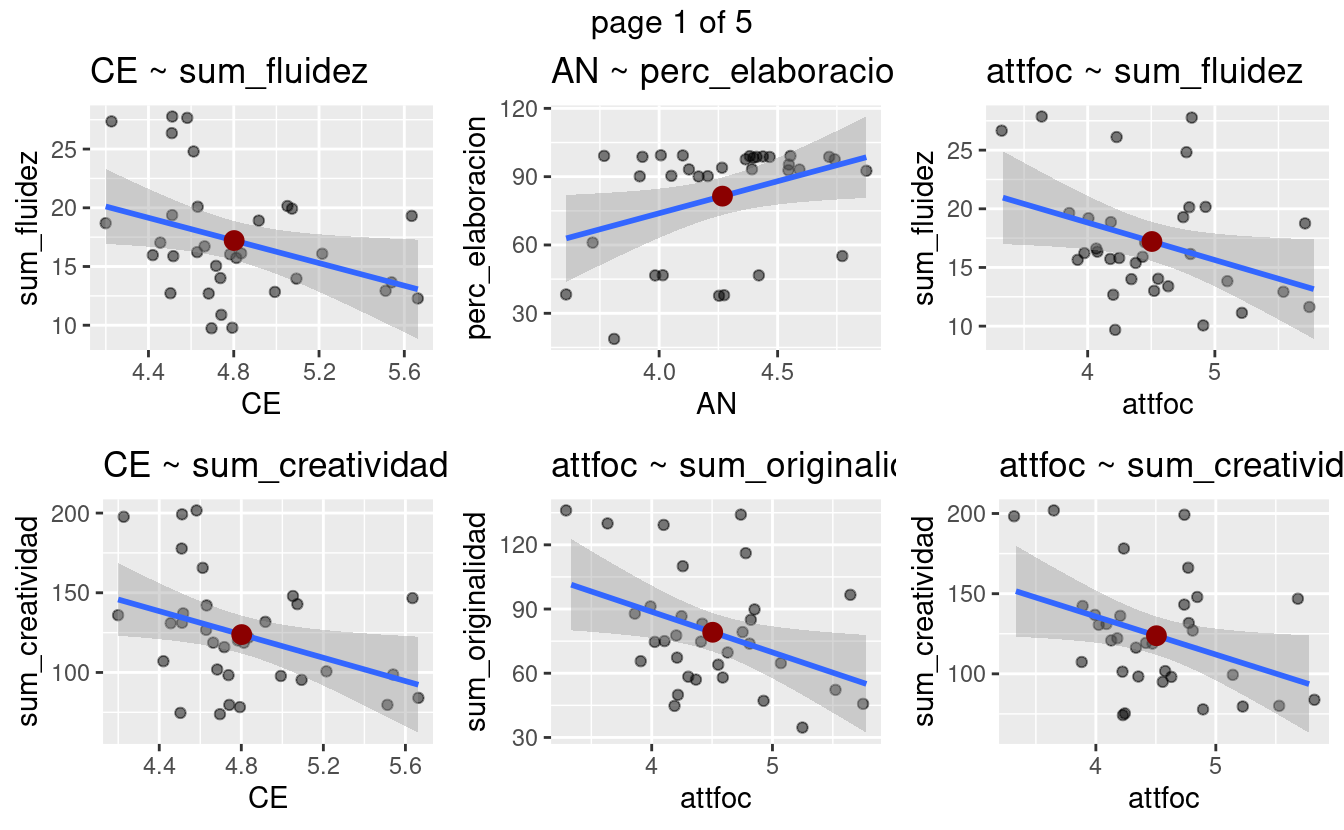 page 1 of 5
CE ~ sum_fluidez
AN ~ perc_elaboracio
attfoc ~ sum_fluidez
sum_fluidez
25
20
15
10
4.4 4.8 5.2 5.6
CE
perc_elaboracion
120
90
60
30
4.0 4.5
AN
sum_fluidez
25
20
15
10
4 5
attfoc
CE ~ sum_creatividad
attfoc ~ sum_originalic
attfoc ~ sum_creativid
sum_creatividad
200
150
100
4.4 4.8 5.2 5.6
CE
sum_originalidad
120
90
60
30
4 5
attfoc
sum_creatividad
200
150
100
4 5
attfoc